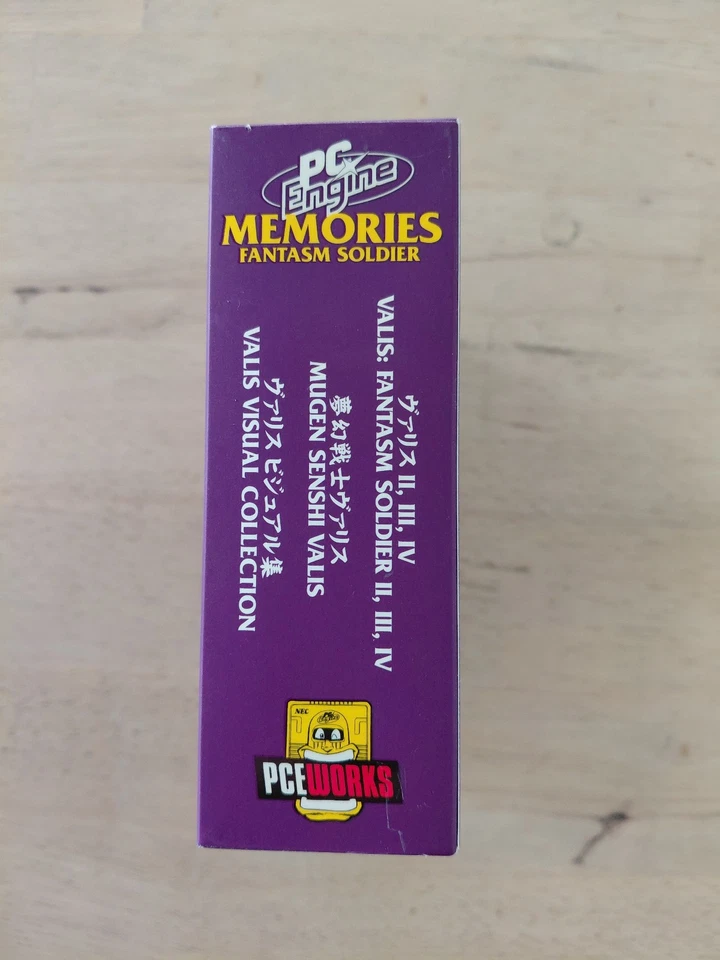 PC Engine
MEMORIES
FANTASM SOLDIER
ヴァリス II, III, IV
VALIS: FANTASM SOLDIER II, III, IV
夢幻戦士ヴァリス
MUGEN SENSHI VALIS
ヴァリス ビジュアル集
VALIS VISUAL COLLECTION
NEC
PC Engine
PCEWORKS